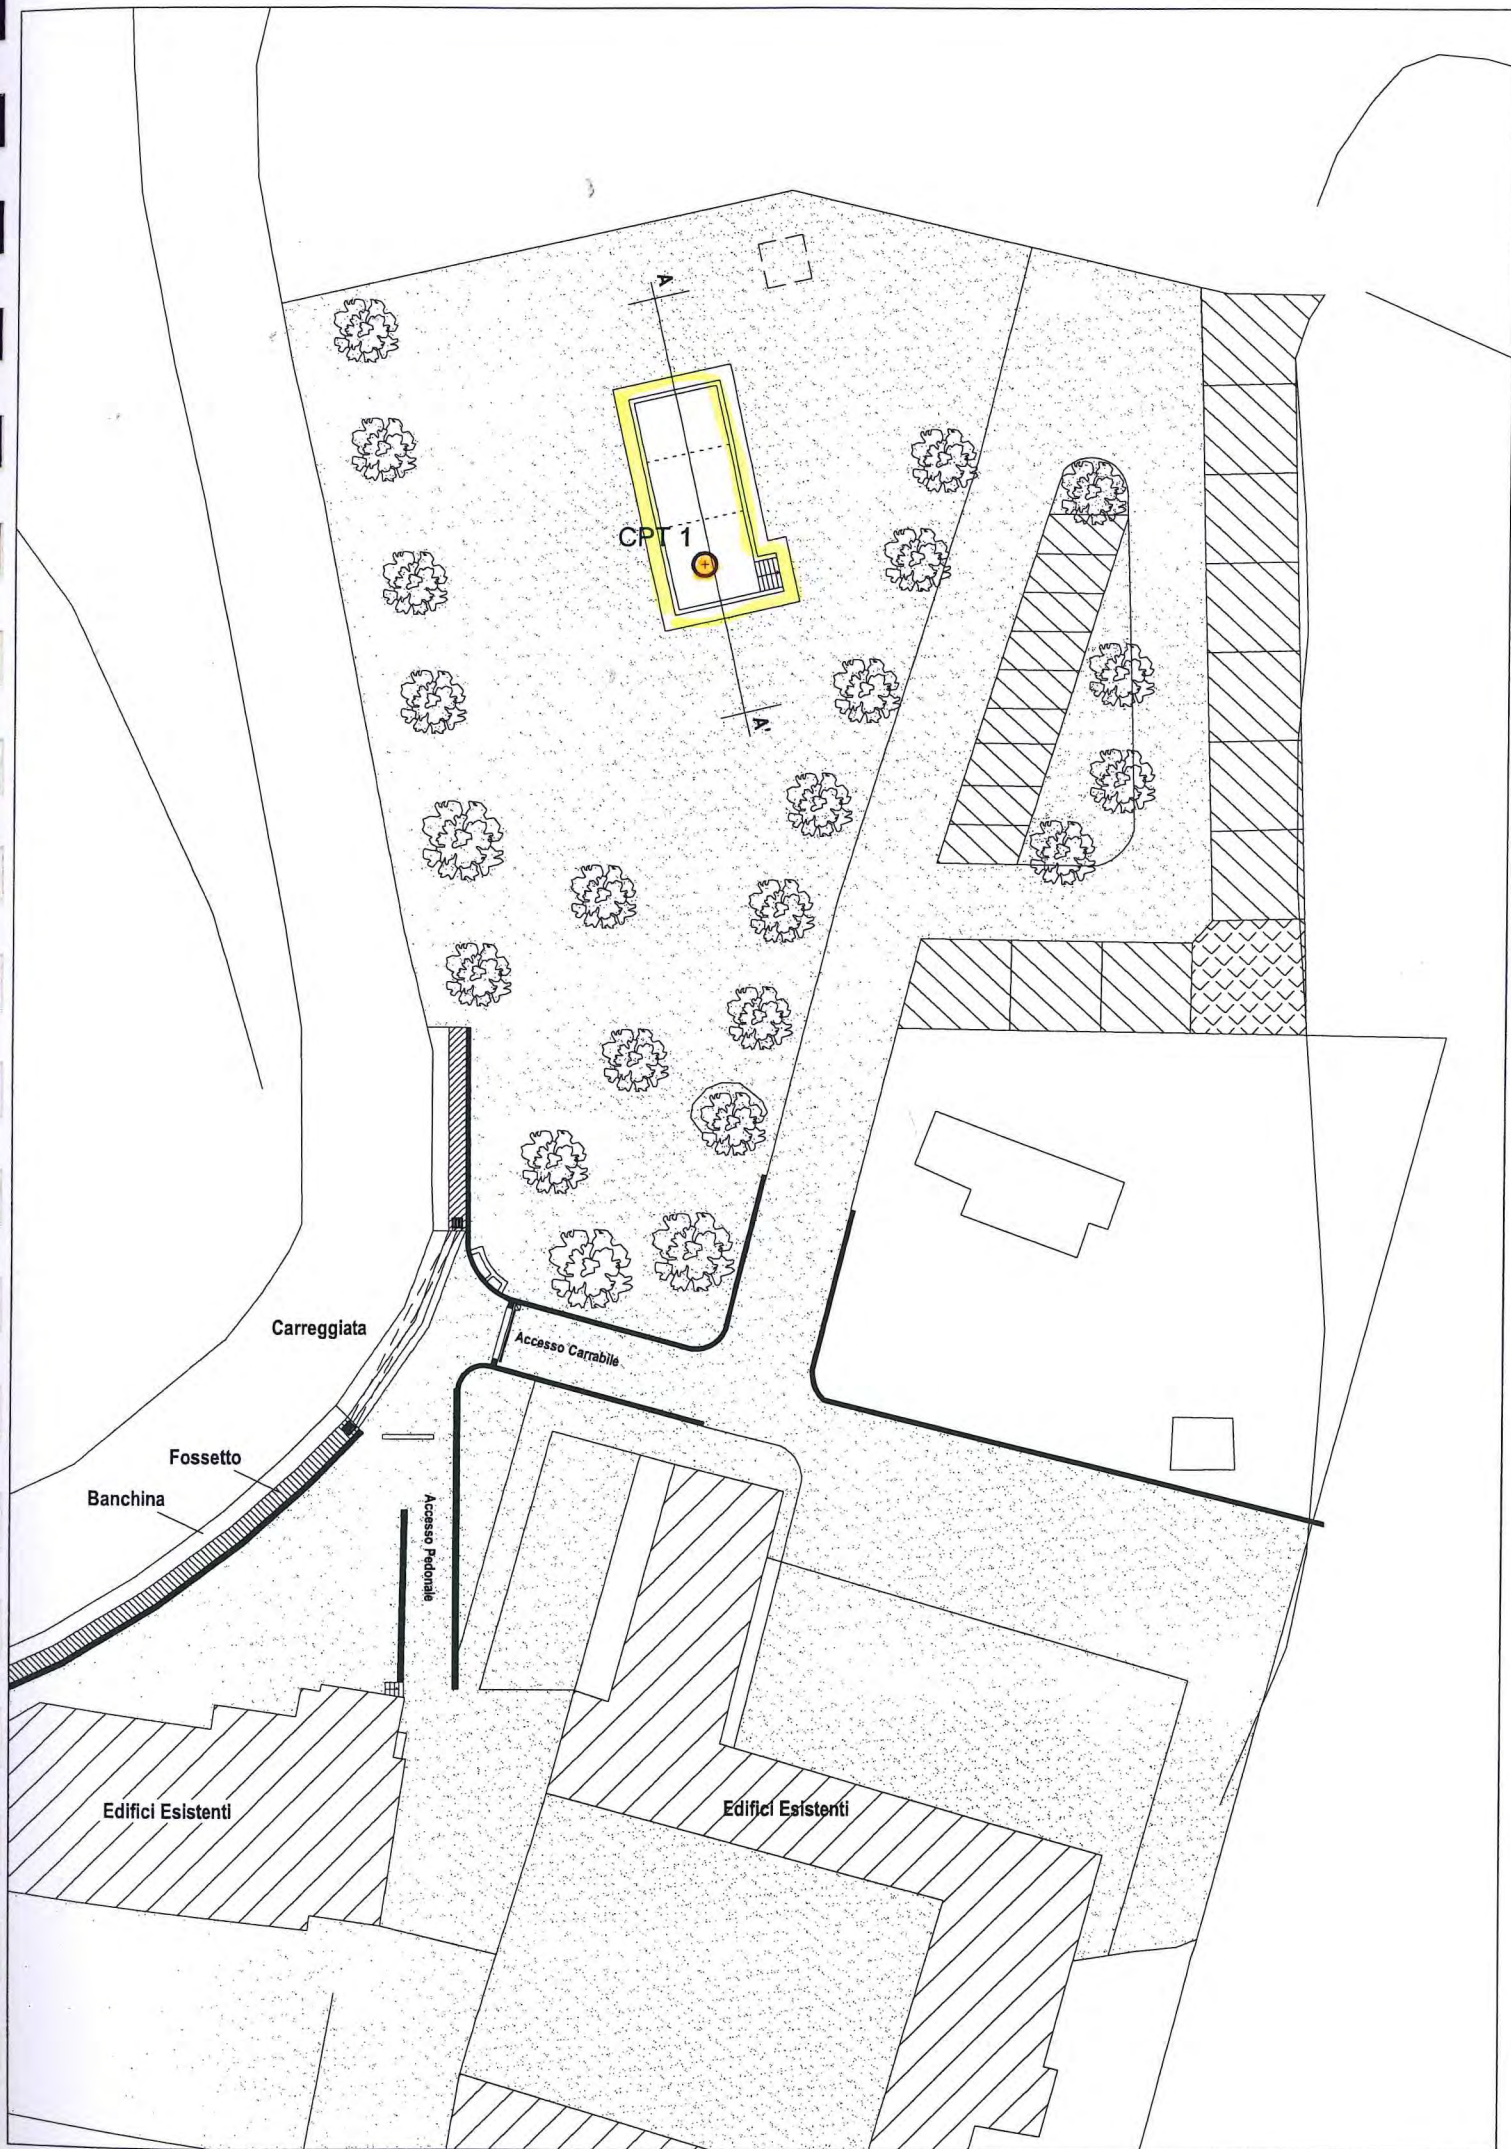 A
CPT 1
A'
Carreggiata
Accesso Carrabile
Fossetto
Banchina
Accesso Pedonale
Edifici Esistenti
Edifici Esistenti